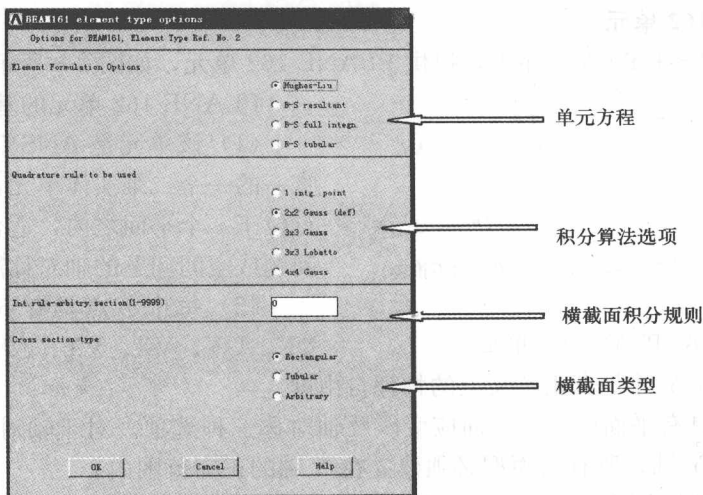 BEAM161 element type options
Options for BEAM161, Element Type Ref. No. 2
Element Formulation Options
Hughes-Liu
B-S resultant
B-S full integn.
B-S tubular
单元方程
Quadrature rule to be used
1 intg. point
2x2 Gauss (def)
3x3 Gauss
3x3 Lobatto
4x4 Gauss
积分算法选项
Int.rule-arbitry.section(1-9999)
0
横截面积分规则
Cross section type
Rectangular
Tubular
Arbitrary
横截面类型
OK
Cancel
Help